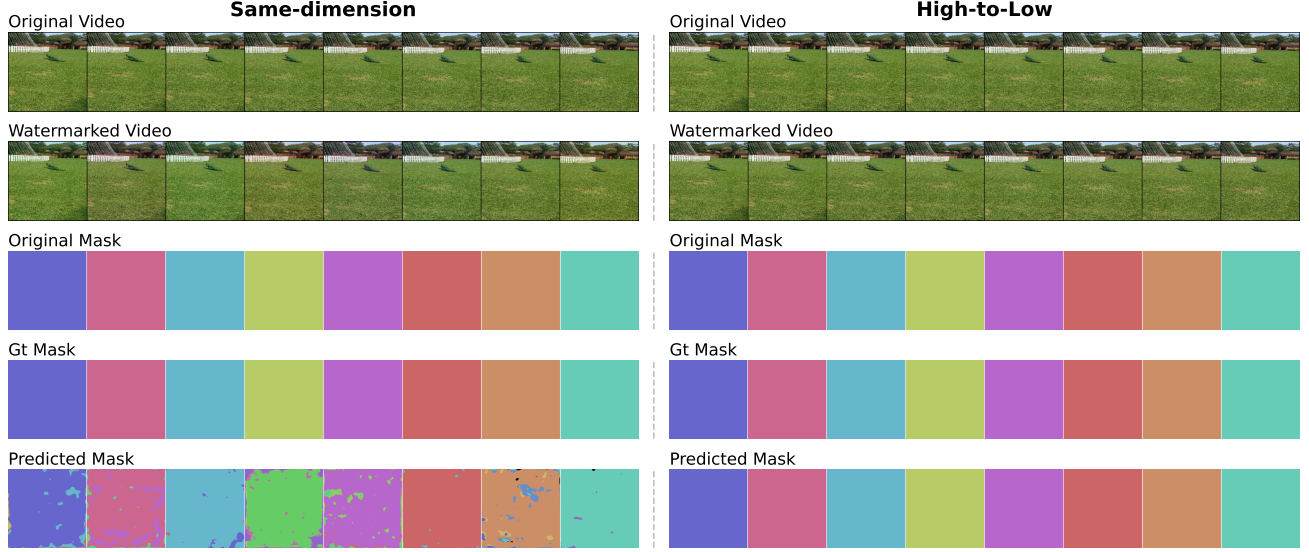 Same-dimension
Original Video
Watermarked Video
Original Mask
Gt Mask
Predicted Mask
High-to-Low
Original Video
Watermarked Video
Original Mask
Gt Mask
Predicted Mask